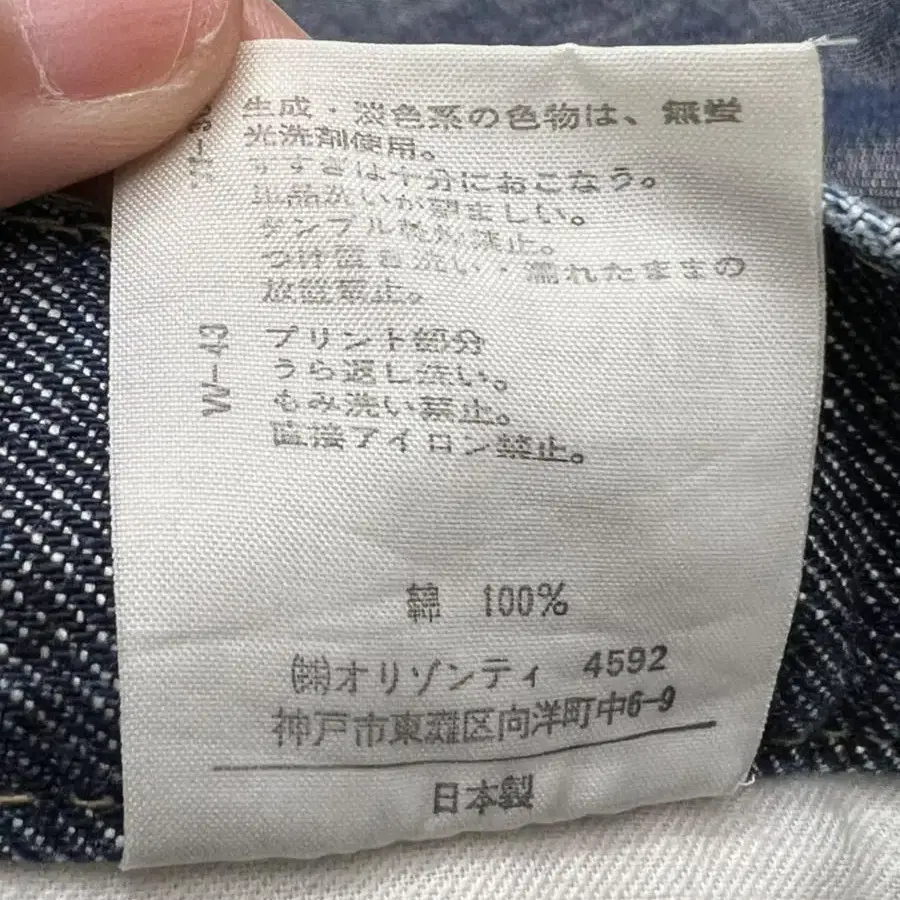 生成・淡色系の色物は、無蛍
光洗剤使用。
すすぎは十分におこなう。
単品洗いが望ましい。
タンブル乾燥禁止。
つけ置き洗い・濡れたままの
放置禁止。
W-43 プリント部分
うら返し洗い。
もみ洗い禁止。
直接アイロン禁止。
綿 100%
㈱オリゾンティ 4592
神戸市東灘区向洋町中6-9
日本製